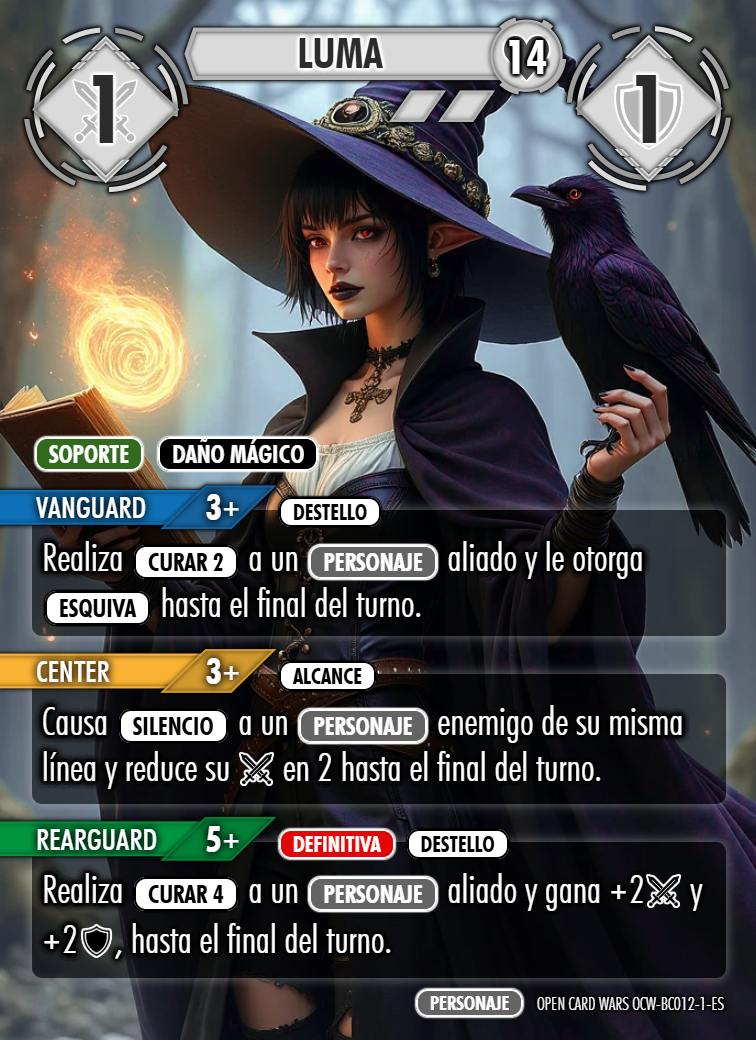 LUMA
14
1
1
SOPORTE DAÑO MÁGICO
VANGUARD 3+ DESTELLO
Realiza CURAR 2 a un PERSONAJE aliado y le otorga
ESQUIVA hasta el final del turno.
CENTER 3+ ALCANCE
Causa SILENCIO a un PERSONAJE enemigo de su misma
línea y reduce su en 2 hasta el final del turno.
REARGUARD 5+ DEFINITIVA DESTELLO
Realiza CURAR 4 a un PERSONAJE aliado y gana +2 y
+2, hasta el final del turno.
PERSONAJE OPEN CARD WARS OCW-BC012-1-ES